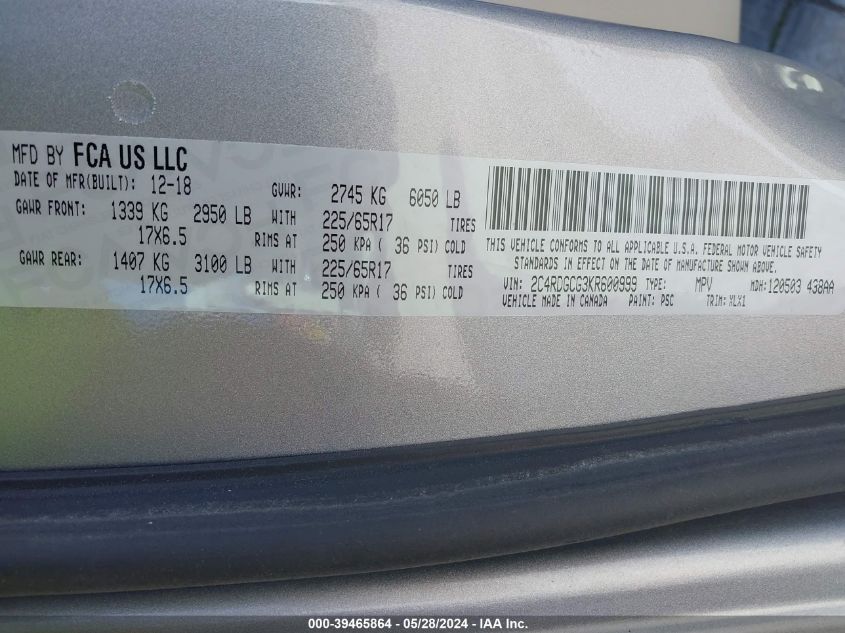 MFD BY FCA US LLC
DATE OF MFR(BUILT): 12-18 GVWR: 2745 KG 6050 LB
GAWR FRONT: 1339 KG 2950 LB WITH 225/65R17 TIRES
17X6.5 RIMS AT 250 KPA ( 36 PSI) COLD
GAWR REAR: 1407 KG 3100 LB WITH 225/65R17 TIRES
17X6.5 RIMS AT 250 KPA ( 36 PSI) COLD
THIS VEHICLE CONFORMS TO ALL APPLICABLE U.S.A. FEDERAL MOTOR VEHICLE SAFETY
STANDARDS IN EFFECT ON THE DATE OF MANUFACTURE SHOWN ABOVE.
VIN: 2C4RDGCG3KR600999 TYPE: MPV MDH:120503 438AA
VEHICLE MADE IN CANADA PAINT: PSC TRIM: XLX1
000-39465864 - 05/28/2024 - IAA, Inc.